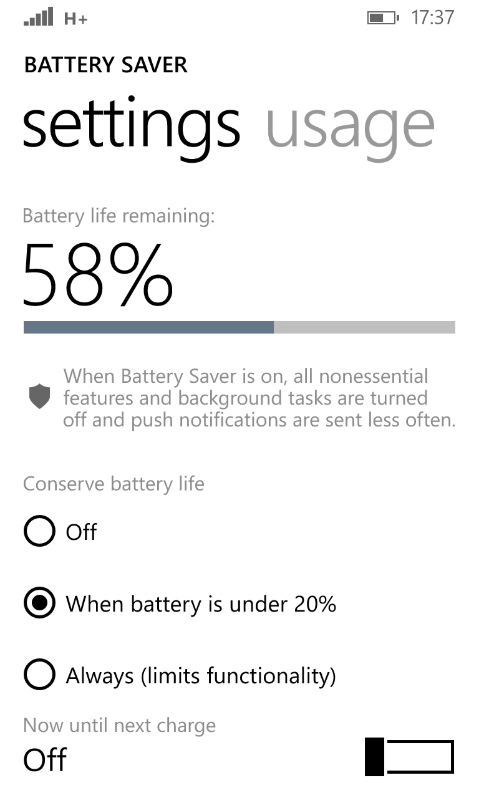 H+ 17:37
BATTERY SAVER
settings usage
Battery life remaining:
58%
When Battery Saver is on, all nonessential
features and background tasks are turned
off and push notifications are sent less often.
Conserve battery life
Off
When battery is under 20%
Always (limits functionality)
Now until next charge
Off